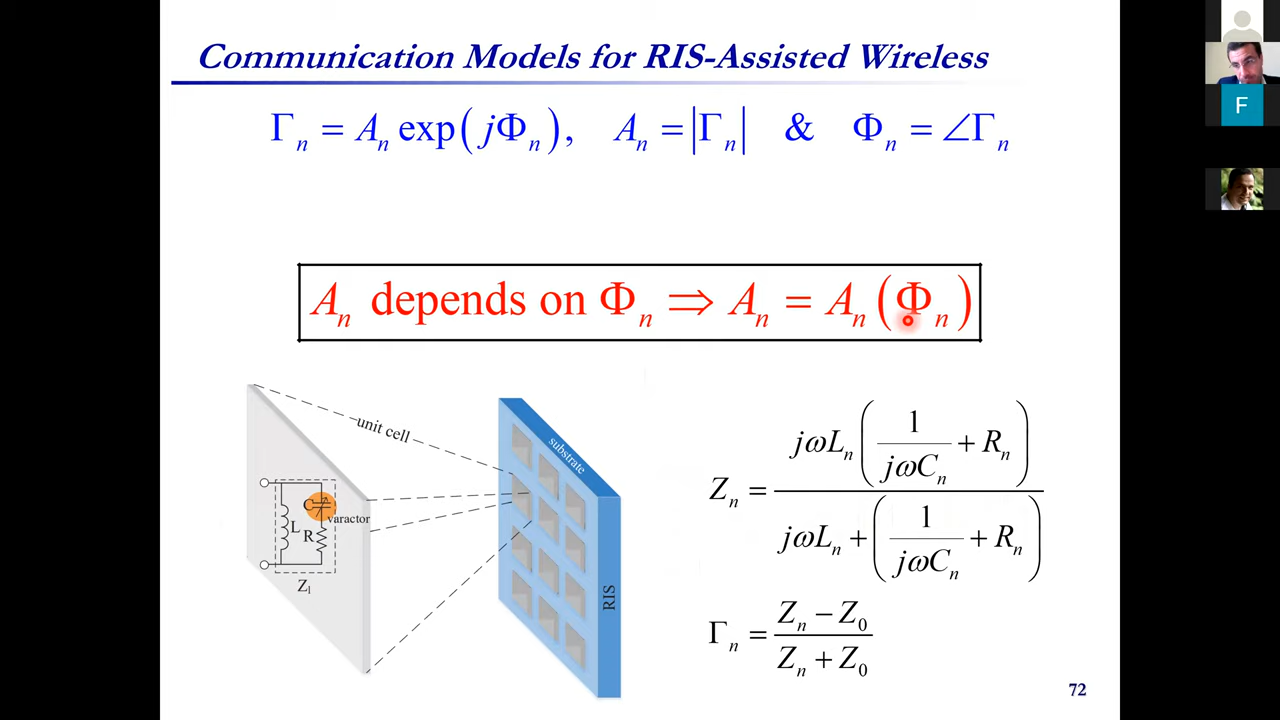 Communication Models for RIS-Assisted Wireless
Γₙ = Aₙ exp(jΦₙ), Aₙ = |Γₙ| & Φₙ = ∠Γₙ
F
Aₙ depends on Φₙ ⇒ Aₙ = Aₙ(Φₙ)
unit cell
substrate
C
varactor
L
R
Z₁
RIS
Zₙ = jωLₙ(1/jωCₙ + Rₙ) / jωLₙ + (1/jωCₙ + Rₙ)
Γₙ = Zₙ − Z₀ / Zₙ + Z₀
72